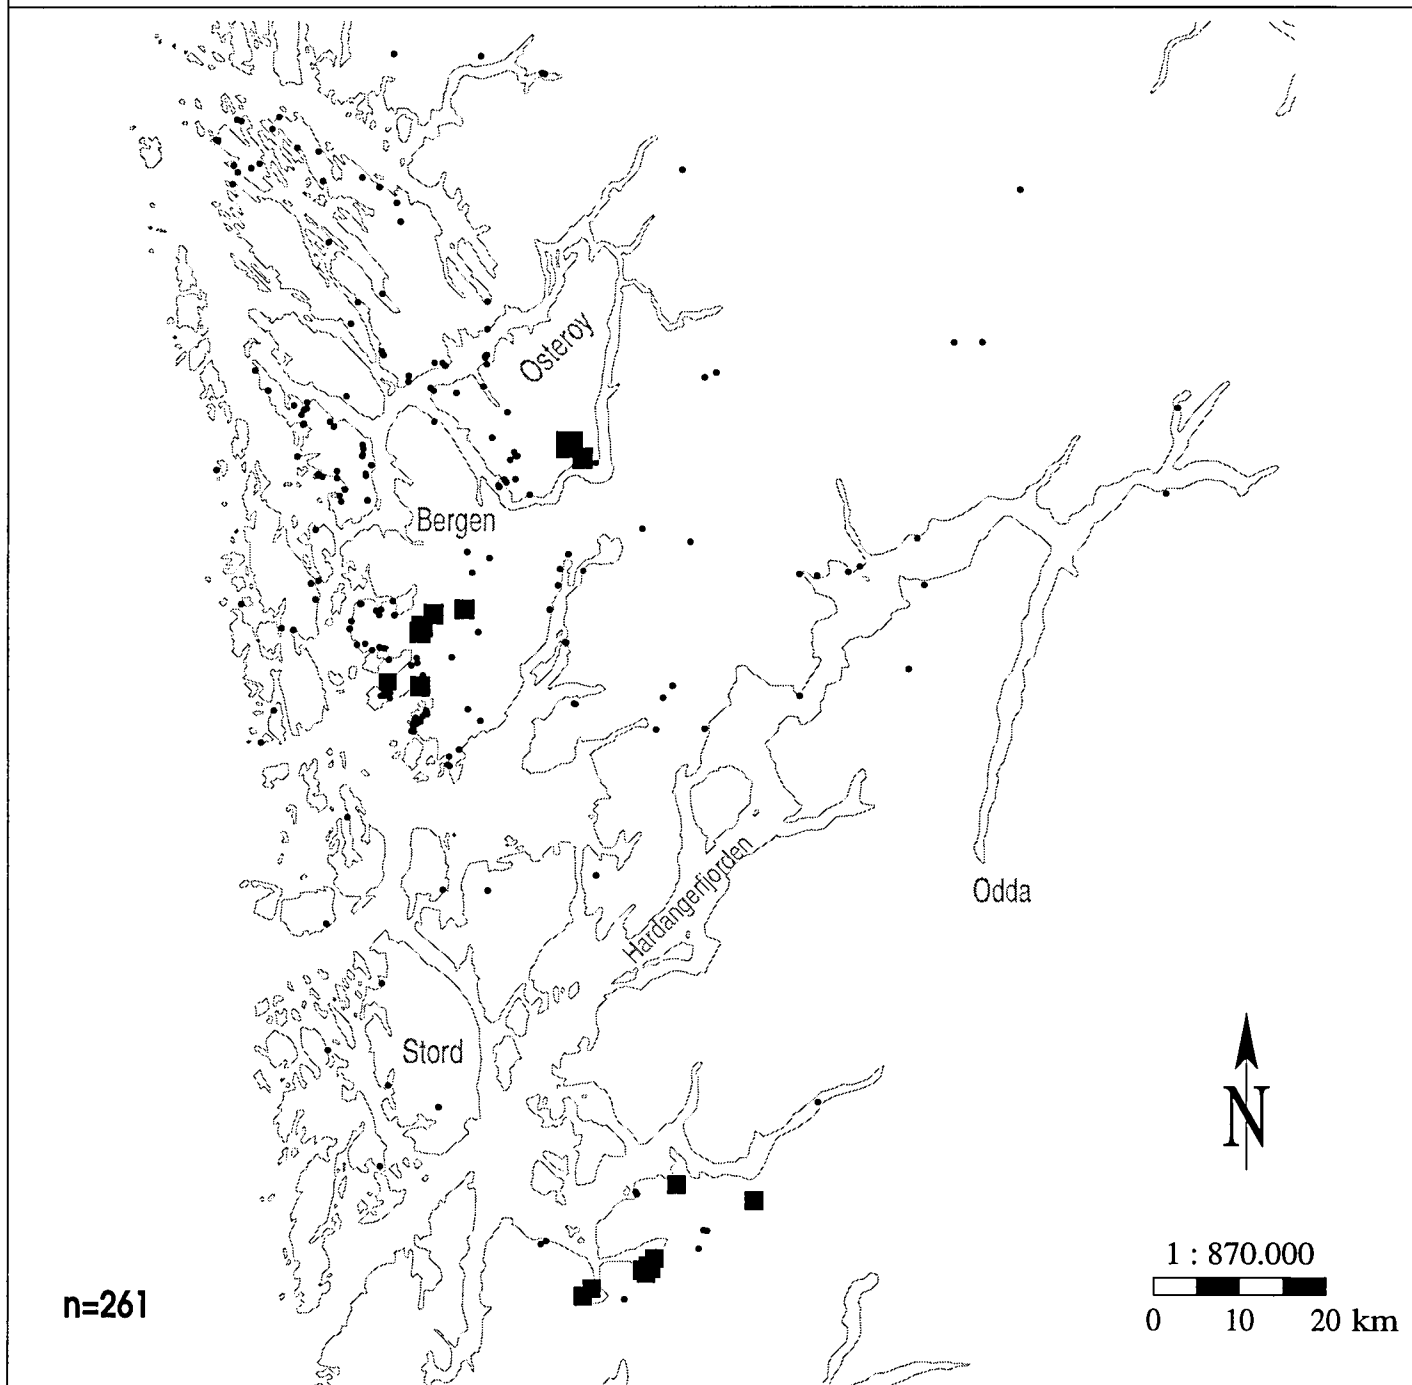 Osteroy
Bergen
Hardangerfjorden
Odda
Stord
N
1 : 870.000
0 10 20 km
n=261